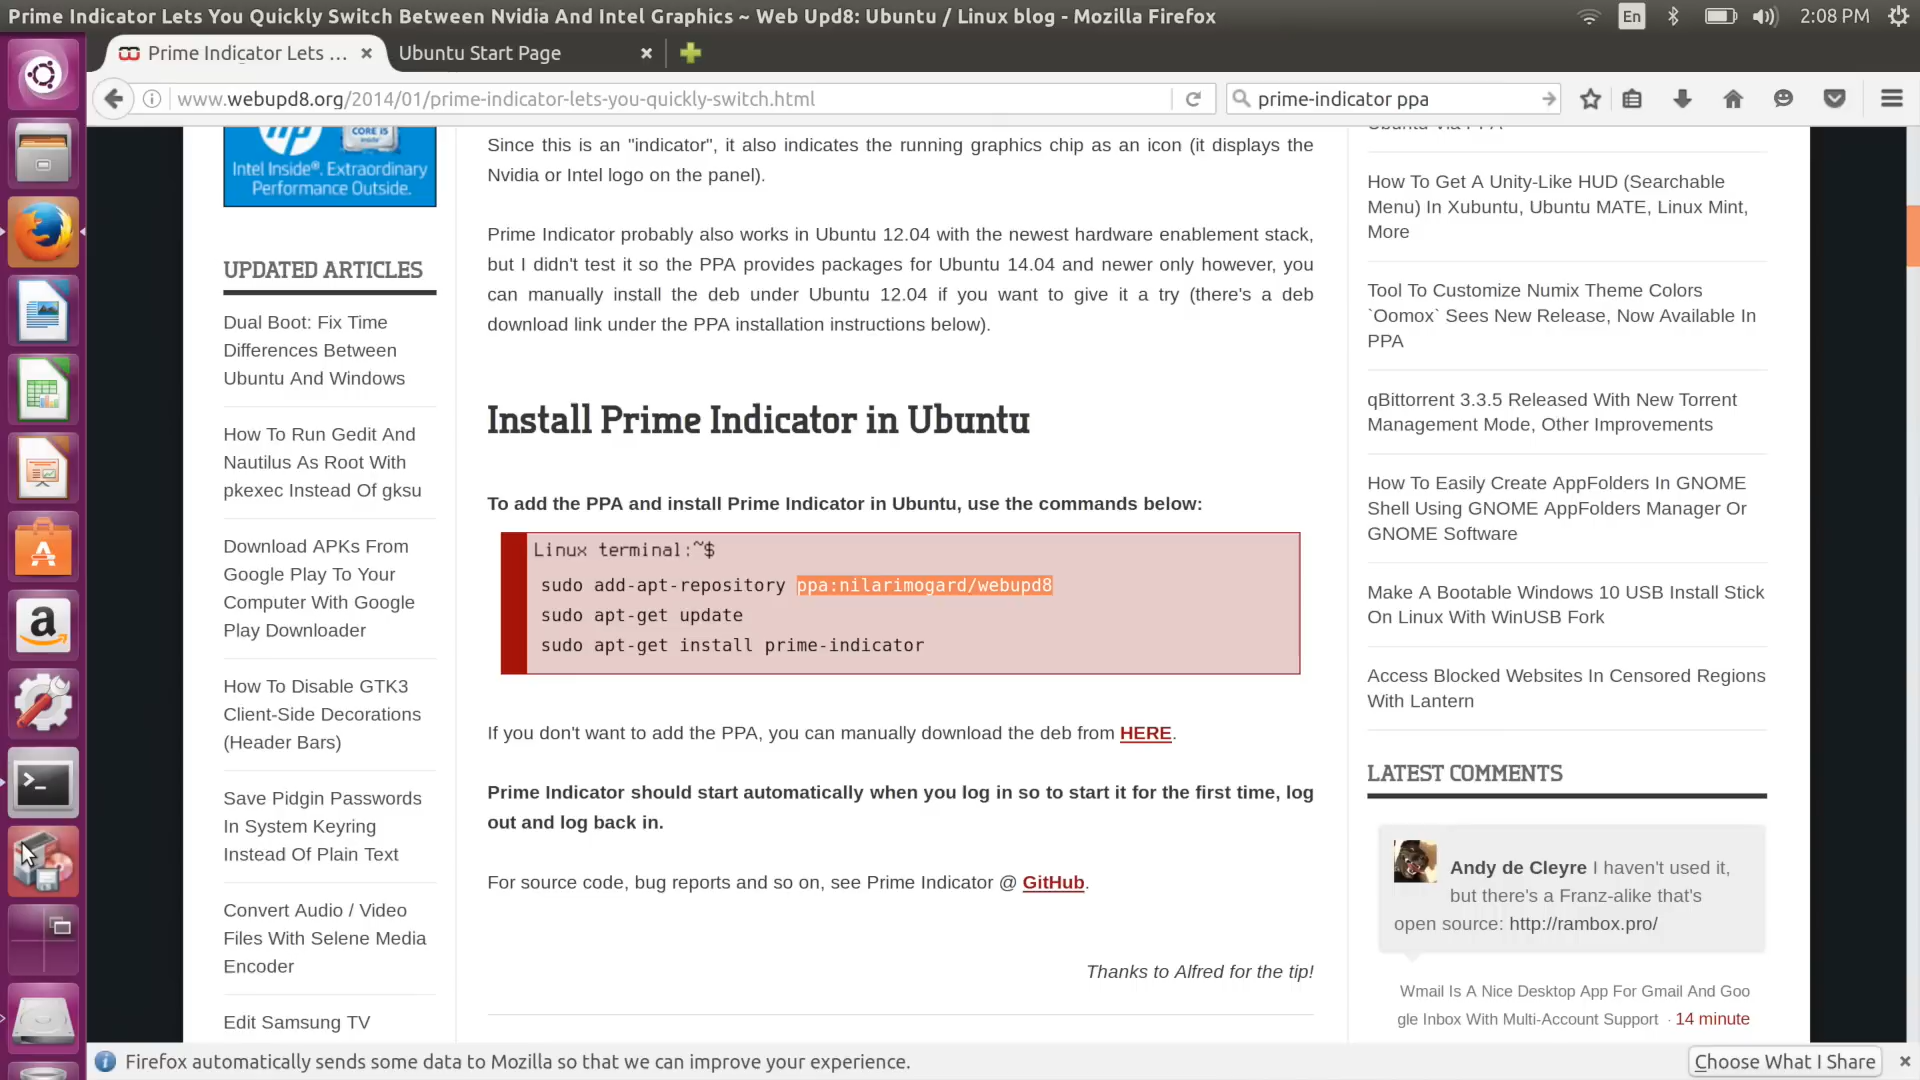 Prime Indicator Lets You Quickly Switch Between Nvidia And Intel Graphics ~ Web Upd8: Ubuntu / Linux blog - Mozilla Firefox
En
2:08 PM
Prime Indicator Lets ...
Ubuntu Start Page
www.webupd8.org/2014/01/prime-indicator-lets-you-quickly-switch.html
prime-indicator ppa
hp
CORE i5
Intel Inside®. Extraordinary
Performance Outside.
UPDATED ARTICLES
Dual Boot: Fix Time
Differences Between
Ubuntu And Windows
How To Run Gedit And
Nautilus As Root With
pkexec Instead Of gksu
Download APKs From
Google Play To Your
Computer With Google
Play Downloader
How To Disable GTK3
Client-Side Decorations
(Header Bars)
Save Pidgin Passwords
In System Keyring
Instead Of Plain Text
Convert Audio / Video
Files With Selene Media
Encoder
Edit Samsung TV
Since this is an "indicator", it also indicates the running graphics chip as an icon (it displays the
Nvidia or Intel logo on the panel).
Prime Indicator probably also works in Ubuntu 12.04 with the newest hardware enablement stack,
but I didn't test it so the PPA provides packages for Ubuntu 14.04 and newer only however, you
can manually install the deb under Ubuntu 12.04 if you want to give it a try (there's a deb
download link under the PPA installation instructions below).
Install Prime Indicator in Ubuntu
To add the PPA and install Prime Indicator in Ubuntu, use the commands below:
Linux terminal:~$
sudo add-apt-repository ppa:nilarimogard/webupd8
sudo apt-get update
sudo apt-get install prime-indicator
If you don't want to add the PPA, you can manually download the deb from HERE.
Prime Indicator should start automatically when you log in so to start it for the first time, log
out and log back in.
For source code, bug reports and so on, see Prime Indicator @ GitHub.
Thanks to Alfred for the tip!
Ubuntu Via PPA
How To Get A Unity-Like HUD (Searchable
Menu) In Xubuntu, Ubuntu MATE, Linux Mint,
More
Tool To Customize Numix Theme Colors
`Oomox` Sees New Release, Now Available In
PPA
qBittorrent 3.3.5 Released With New Torrent
Management Mode, Other Improvements
How To Easily Create AppFolders In GNOME
Shell Using GNOME AppFolders Manager Or
GNOME Software
Make A Bootable Windows 10 USB Install Stick
On Linux With WinUSB Fork
Access Blocked Websites In Censored Regions
With Lantern
LATEST COMMENTS
Andy de Cleyre I haven't used it,
but there's a Franz-alike that's
open source: http://rambox.pro/
Wmail Is A Nice Desktop App For Gmail And Goo
gle Inbox With Multi-Account Support · 14 minute
Firefox automatically sends some data to Mozilla so that we can improve your experience.
Choose What I Share